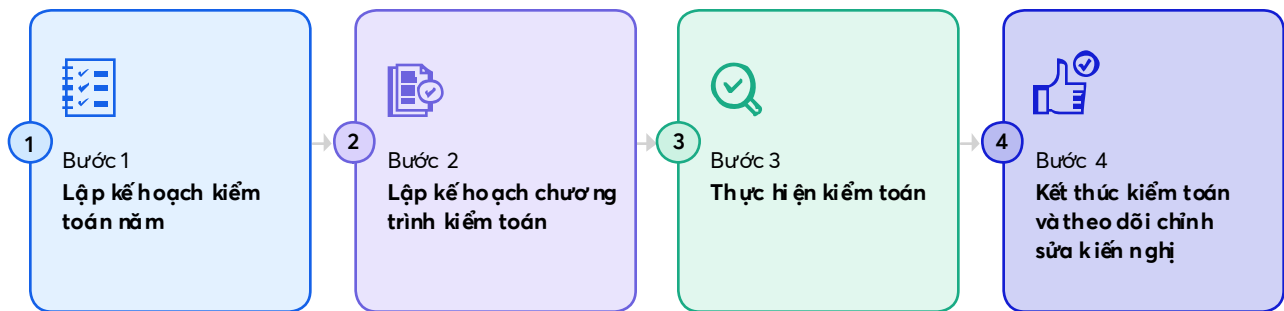 1
Bước 1
Lập kế hoạch kiểm
toán năm
2
Bước 2
Lập kế hoạch chương
trình kiểm toán
3
Bước 3
Thực hiện kiểm toán
4
Bước 4
Kết thúc kiểm toán
và theo dõi chỉnh
sửa kiến nghị